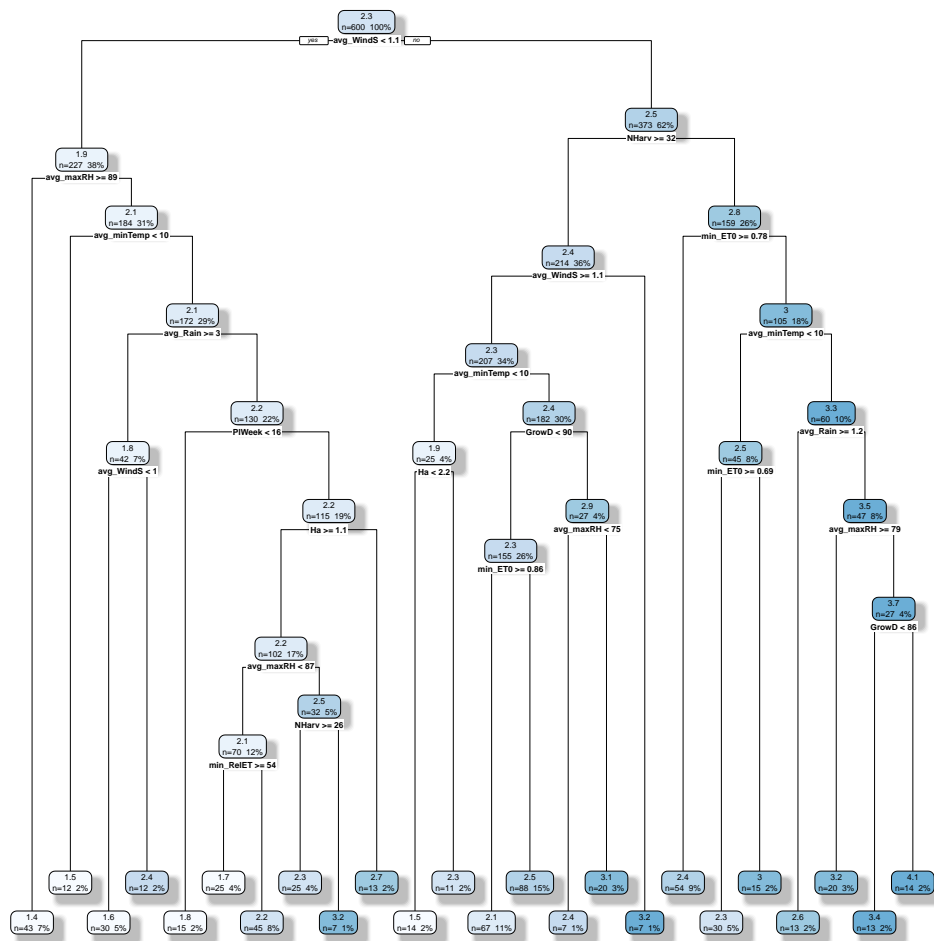 2.3
n=600 100%
yes avg_WindS < 1.1 no
2.5
n=373 62%
NHarv >= 32
1.9
n=227 38%
avg_maxRH >= 89
2.1
n=184 31%
avg_minTemp < 10
2.8
n=159 26%
min_ET0 >= 0.78
2.4
n=214 36%
avg_WindS >= 1.1
2.1
n=172 29%
avg_Rain >= 3
3
n=105 18%
avg_minTemp < 10
2.3
n=207 34%
avg_minTemp < 10
2.2
n=130 22%
PlWeek < 16
2.4
n=182 30%
GrowD < 90
3.3
n=60 10%
avg_Rain >= 1.2
1.8
n=42 7%
avg_WindS < 1
1.9
n=25 4%
Ha < 2.2
2.5
n=45 8%
min_ET0 >= 0.69
2.2
n=115 19%
Ha >= 1.1
2.9
n=27 4%
avg_maxRH < 75
3.5
n=47 8%
avg_maxRH >= 79
2.3
n=155 26%
min_ET0 >= 0.86
3.7
n=27 4%
GrowD < 86
2.2
n=102 17%
avg_maxRH < 87
2.5
n=32 5%
NHarv >= 26
2.1
n=70 12%
min_RelET >= 54
1.5
n=12 2%
2.4
n=12 2%
1.7
n=25 4%
2.3
n=25 4%
2.7
n=13 2%
2.3
n=11 2%
2.5
n=88 15%
3.1
n=20 3%
2.4
n=54 9%
3
n=15 2%
3.2
n=20 3%
4.1
n=14 2%
1.4
n=43 7%
1.6
n=30 5%
1.8
n=15 2%
2.2
n=45 8%
3.2
n=7 1%
1.5
n=14 2%
2.1
n=67 11%
2.4
n=7 1%
3.2
n=7 1%
2.3
n=30 5%
2.6
n=13 2%
3.4
n=13 2%